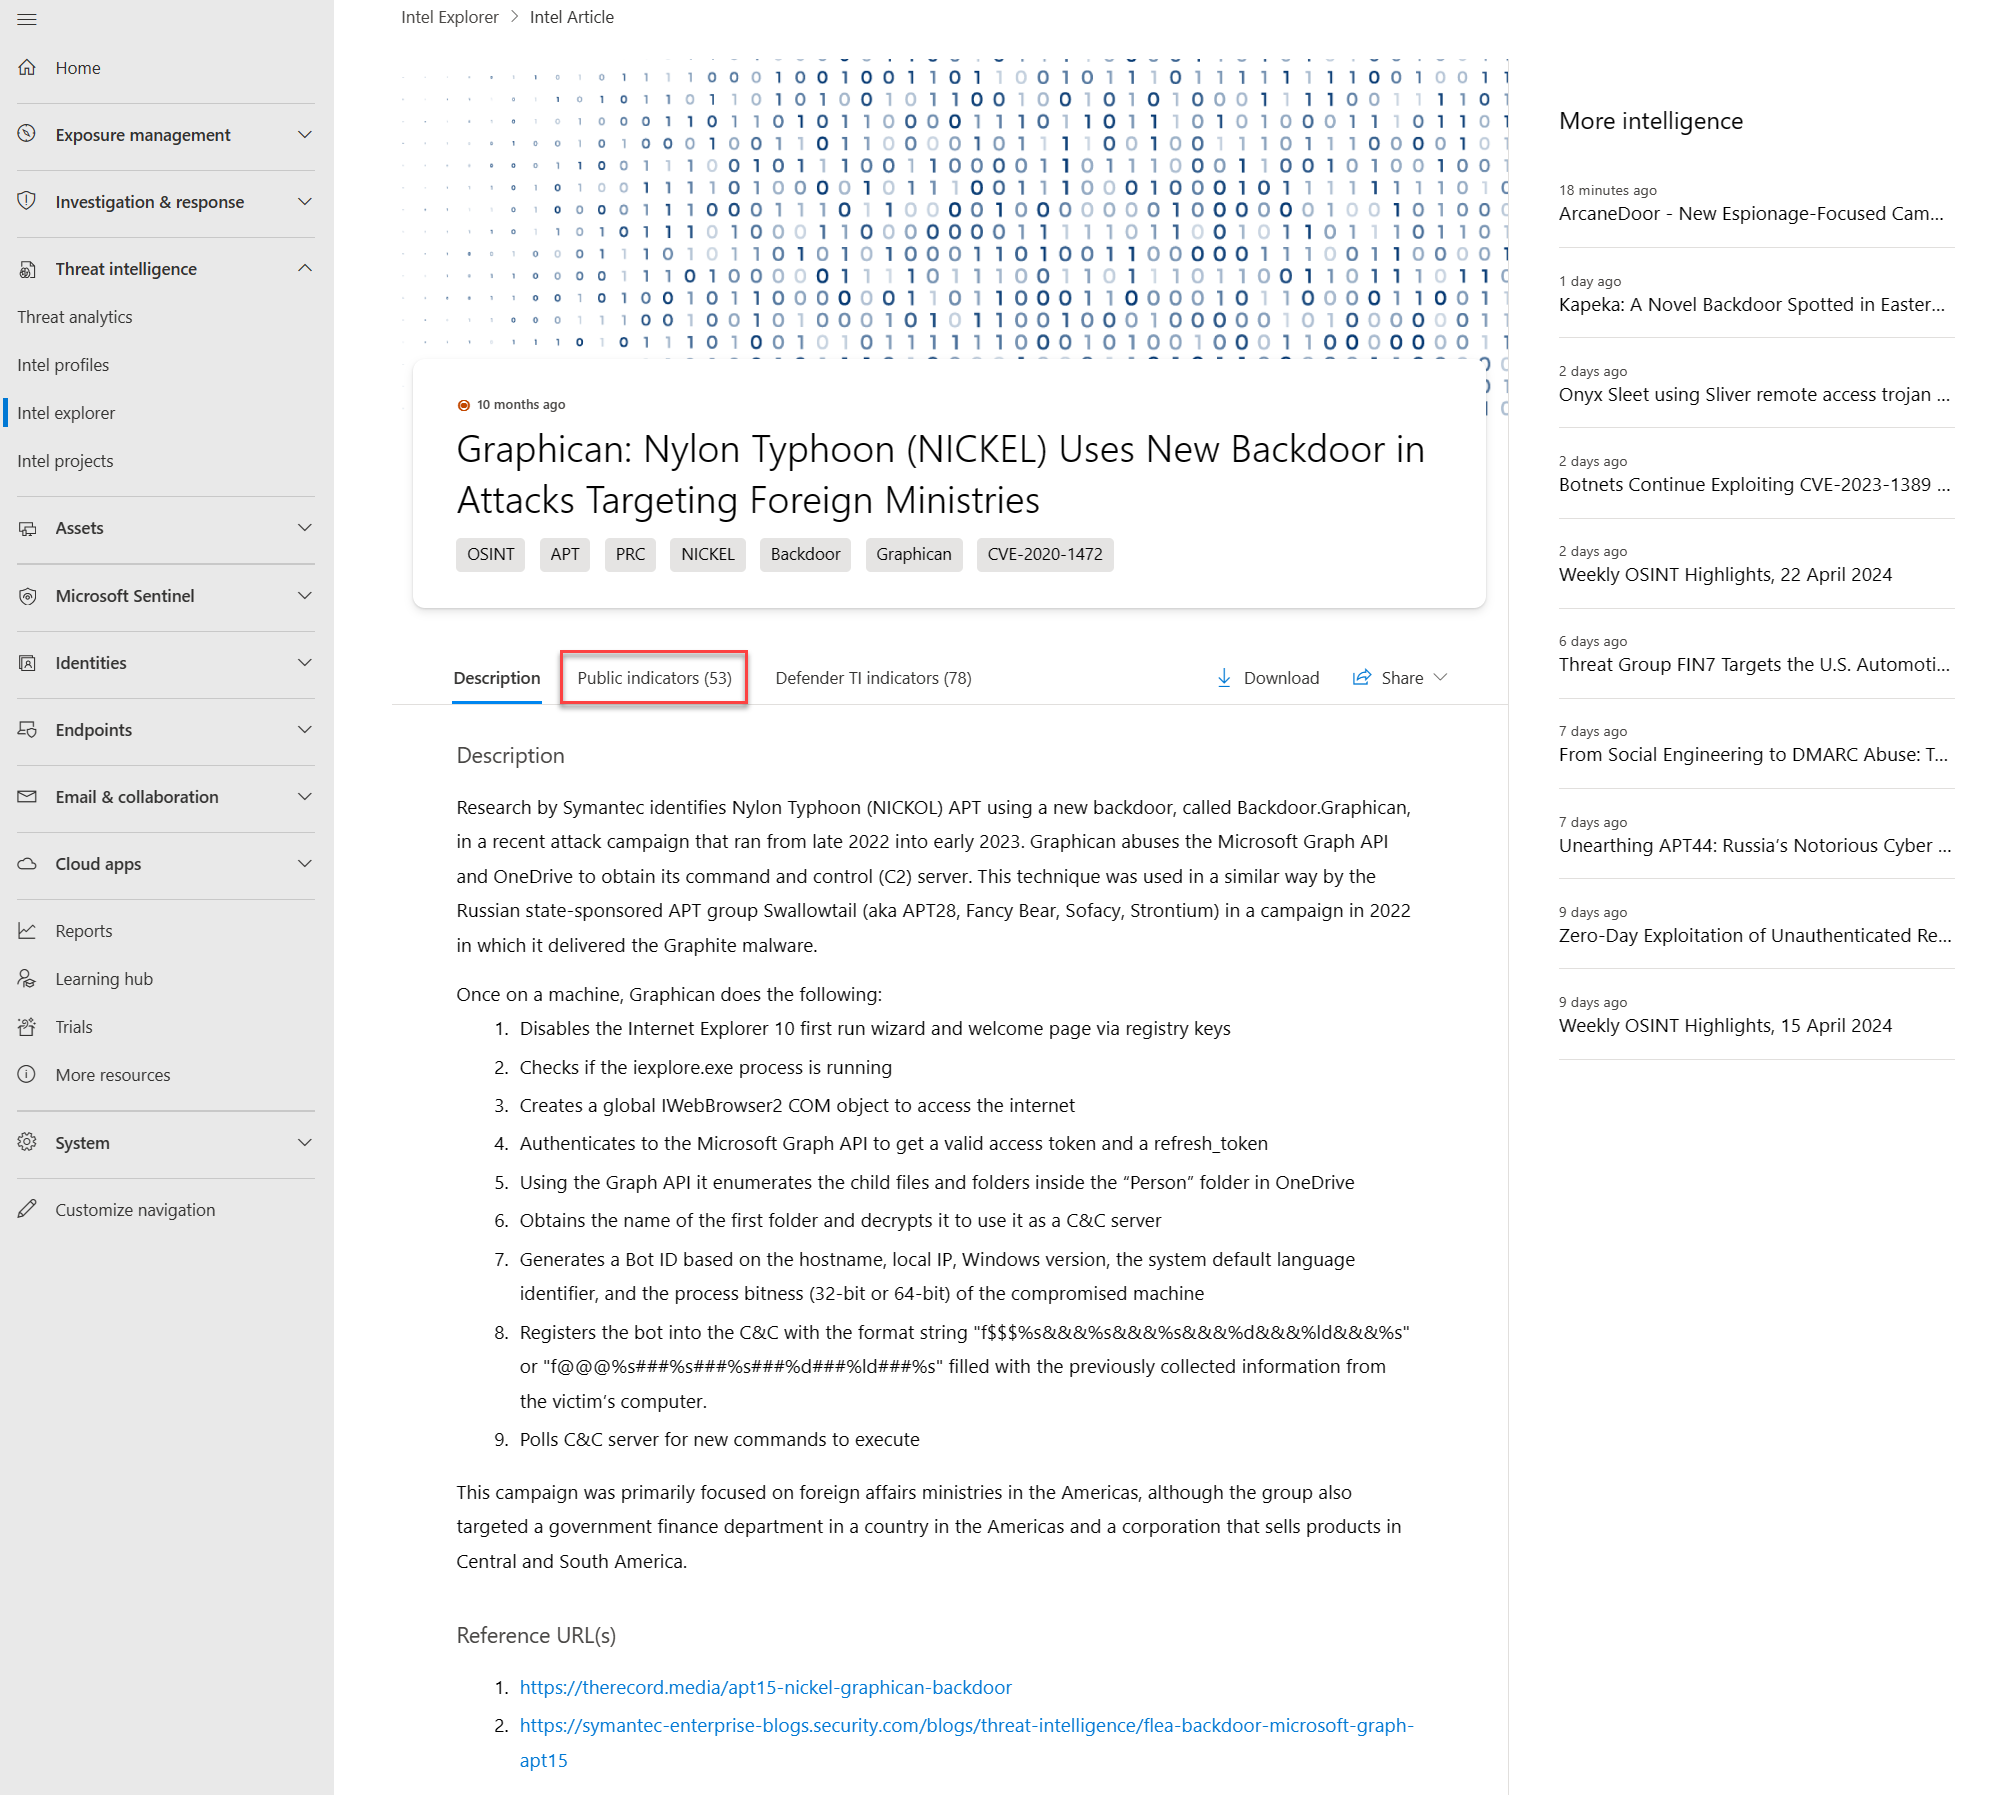 Home
Exposure management
Investigation & response
Threat intelligence
Threat analytics
Intel profiles
Intel explorer
Intel projects
Assets
Microsoft Sentinel
Identities
Endpoints
Email & collaboration
Cloud apps
Reports
Learning hub
Trials
More resources
System
Customize navigation
Intel Explorer > Intel Article
10 months ago
Graphican: Nylon Typhoon (NICKEL) Uses New Backdoor in
Attacks Targeting Foreign Ministries
OSINT APT PRC NICKEL Backdoor Graphican CVE-2020-1472
Description Public indicators (53) Defender TI indicators (78) Download Share
Description
Research by Symantec identifies Nylon Typhoon (NICKOL) APT using a new backdoor, called Backdoor.Graphican,
in a recent attack campaign that ran from late 2022 into early 2023. Graphican abuses the Microsoft Graph API
and OneDrive to obtain its command and control (C2) server. This technique was used in a similar way by the
Russian state-sponsored APT group Swallowtail (aka APT28, Fancy Bear, Sofacy, Strontium) in a campaign in 2022
in which it delivered the Graphite malware.
Once on a machine, Graphican does the following:
1. Disables the Internet Explorer 10 first run wizard and welcome page via registry keys
2. Checks if the iexplore.exe process is running
3. Creates a global IWebBrowser2 COM object to access the internet
4. Authenticates to the Microsoft Graph API to get a valid access token and a refresh_token
5. Using the Graph API it enumerates the child files and folders inside the “Person” folder in OneDrive
6. Obtains the name of the first folder and decrypts it to use it as a C&C server
7. Generates a Bot ID based on the hostname, local IP, Windows version, the system default language
identifier, and the process bitness (32-bit or 64-bit) of the compromised machine
8. Registers the bot into the C&C with the format string "f$$$%s&&&%s&&&%s&&&%d&&&%ld&&&%s"
or "f@@@%s###%s###%s###%d###%ld###%s" filled with the previously collected information from
the victim’s computer.
9. Polls C&C server for new commands to execute
This campaign was primarily focused on foreign affairs ministries in the Americas, although the group also
targeted a government finance department in a country in the Americas and a corporation that sells products in
Central and South America.
Reference URL(s)
1. https://therecord.media/apt15-nickel-graphican-backdoor
2. https://symantec-enterprise-blogs.security.com/blogs/threat-intelligence/flea-backdoor-microsoft-graph-
apt15
More intelligence
18 minutes ago
ArcaneDoor - New Espionage-Focused Cam...
1 day ago
Kapeka: A Novel Backdoor Spotted in Easter...
2 days ago
Onyx Sleet using Sliver remote access trojan ...
2 days ago
Botnets Continue Exploiting CVE-2023-1389 ...
2 days ago
Weekly OSINT Highlights, 22 April 2024
6 days ago
Threat Group FIN7 Targets the U.S. Automoti...
7 days ago
From Social Engineering to DMARC Abuse: T...
7 days ago
Unearthing APT44: Russia’s Notorious Cyber ...
9 days ago
Zero-Day Exploitation of Unauthenticated Re...
9 days ago
Weekly OSINT Highlights, 15 April 2024